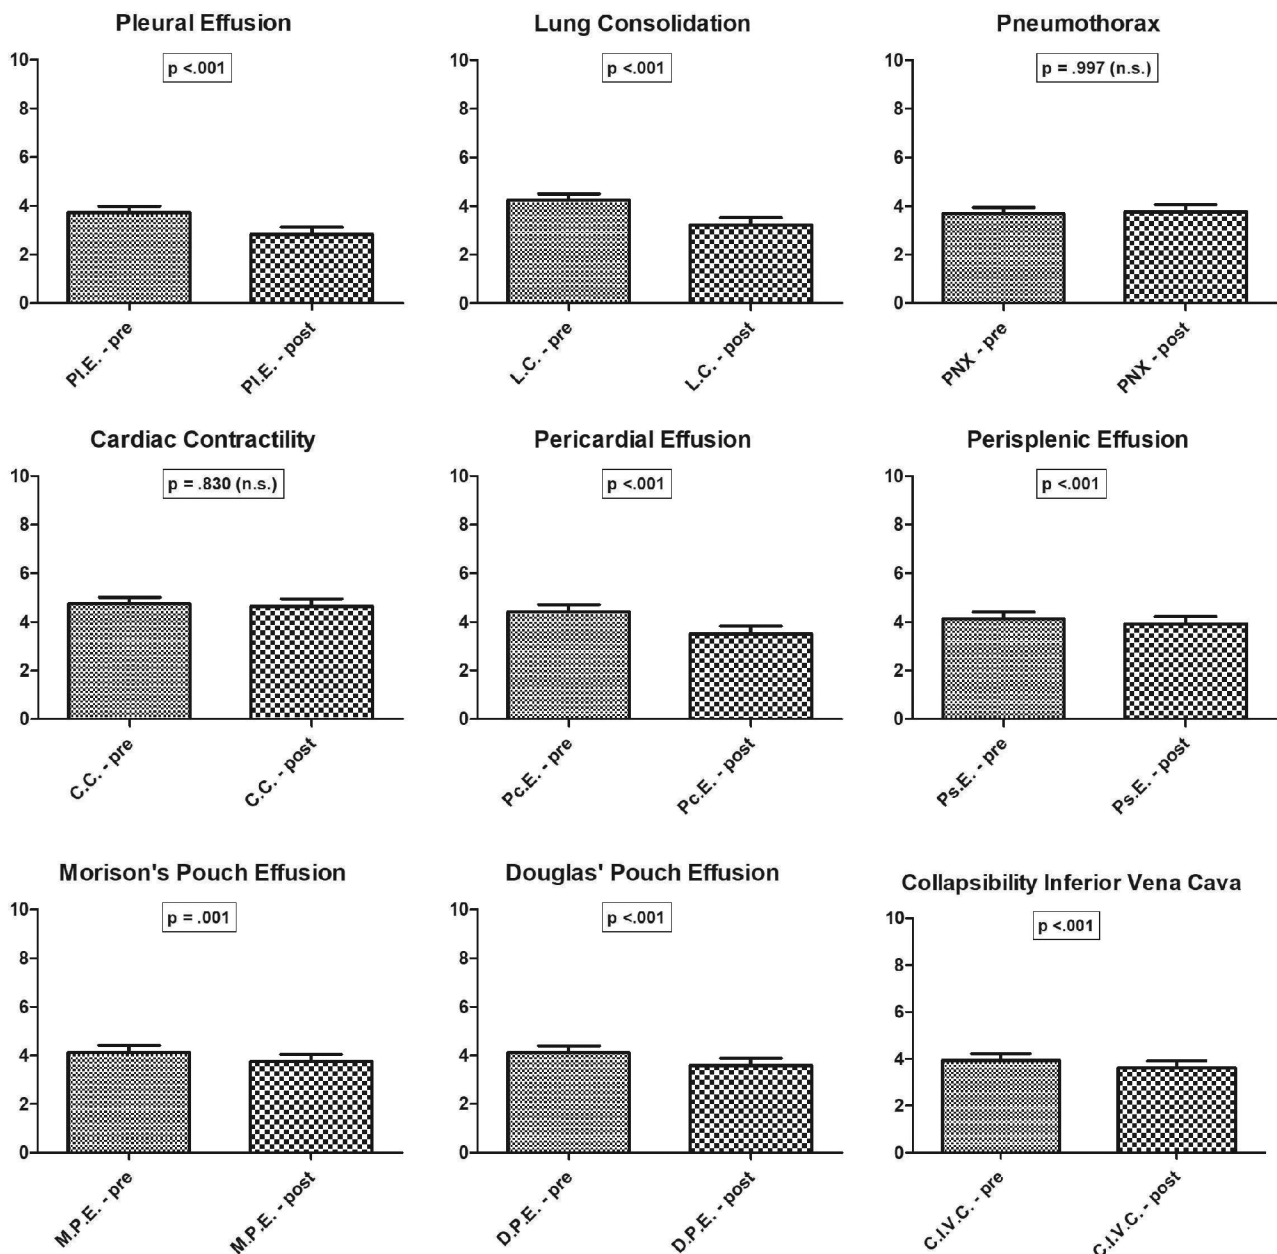 Pleural Effusion
p <.001
10
8
6
4
2
0
Pl.E. - pre
Pl.E. - post
Lung Consolidation
p <.001
10
8
6
4
2
0
L.C. - pre
L.C. - post
Pneumothorax
p = .997 (n.s.)
10
8
6
4
2
0
PNX - pre
PNX - post
Cardiac Contractility
p = .830 (n.s.)
10
8
6
4
2
0
C.C. - pre
C.C. - post
Pericardial Effusion
p <.001
10
8
6
4
2
0
Pc.E. - pre
Pc.E. - post
Perisplenic Effusion
p <.001
10
8
6
4
2
0
Ps.E. - pre
Ps.E. - post
Morison's Pouch Effusion
p = .001
10
8
6
4
2
0
M.P.E. - pre
M.P.E. - post
Douglas' Pouch Effusion
p <.001
10
8
6
4
2
0
D.P.E. - pre
D.P.E. - post
Collapsibility Inferior Vena Cava
p <.001
10
8
6
4
2
0
C.I.V.C. - pre
C.I.V.C. - post